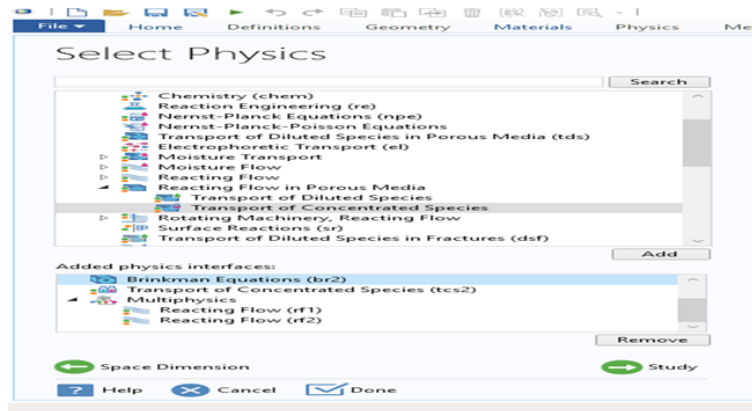 File Home Definitions Geometry Materials Physics Me
Select Physics
Search
Chemistry (chem)
Reaction Engineering (re)
Nernst-Planck Equations (npe)
Nernst-Planck-Poisson Equations
Transport of Diluted Species in Porous Media (tds)
Electrophoretic Transport (el)
Moisture Transport
Moisture Flow
Reacting Flow
Reacting Flow in Porous Media
Transport of Diluted Species
Transport of Concentrated Species
Rotating Machinery, Reacting Flow
Surface Reactions (sr)
Transport of Diluted Species in Fractures (dsf)
Add
Added physics interfaces:
Brinkman Equations (br2)
Transport of Concentrated Species (tcs2)
Multiphysics
Reacting Flow (rf1)
Reacting Flow (rf2)
Remove
Space Dimension Study
? Help Cancel Done